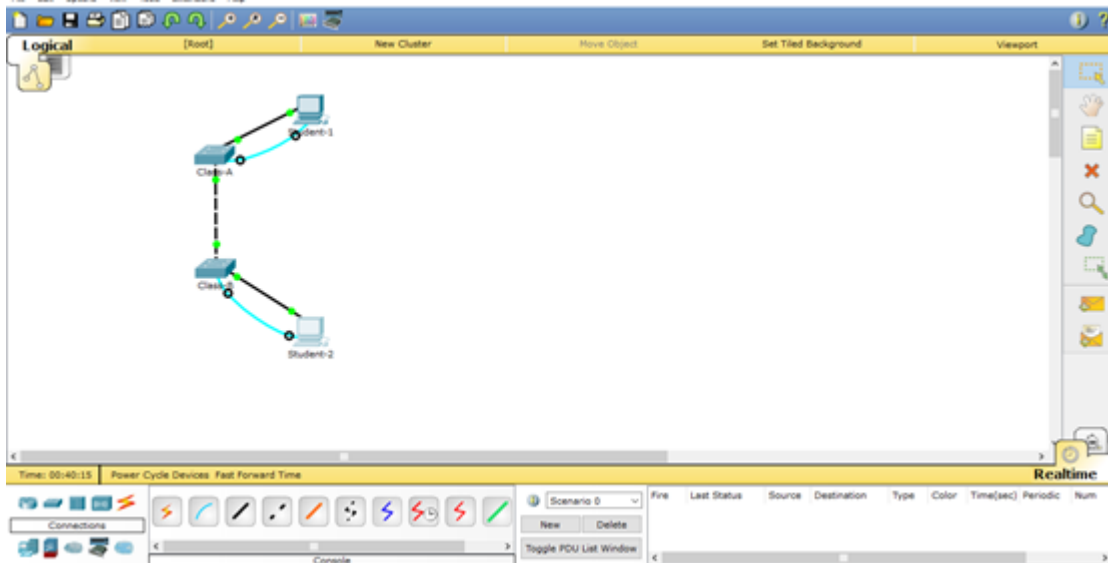 Logical [Root] New Cluster Move Object Set Tiled Background Viewport
Student-1
Class-A
Class-B
Student-2
Time: 00:40:15 Power Cycle Devices Fast Forward Time Realtime
Scenario 0 Fire Last Status Source Destination Type Color Time(sec) Periodic Num
Connections New Delete
Toggle PDU List Window
Console